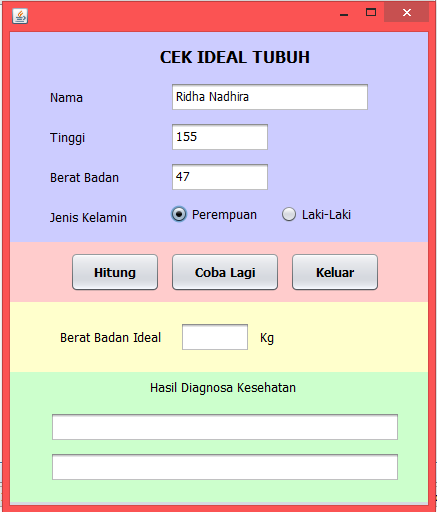 CEK IDEAL TUBUH
Nama Ridha Nadhira
Tinggi 155
Berat Badan 47
Jenis Kelamin Perempuan Laki-Laki
Hitung Coba Lagi Keluar
Berat Badan Ideal Kg
Hasil Diagnosa Kesehatan